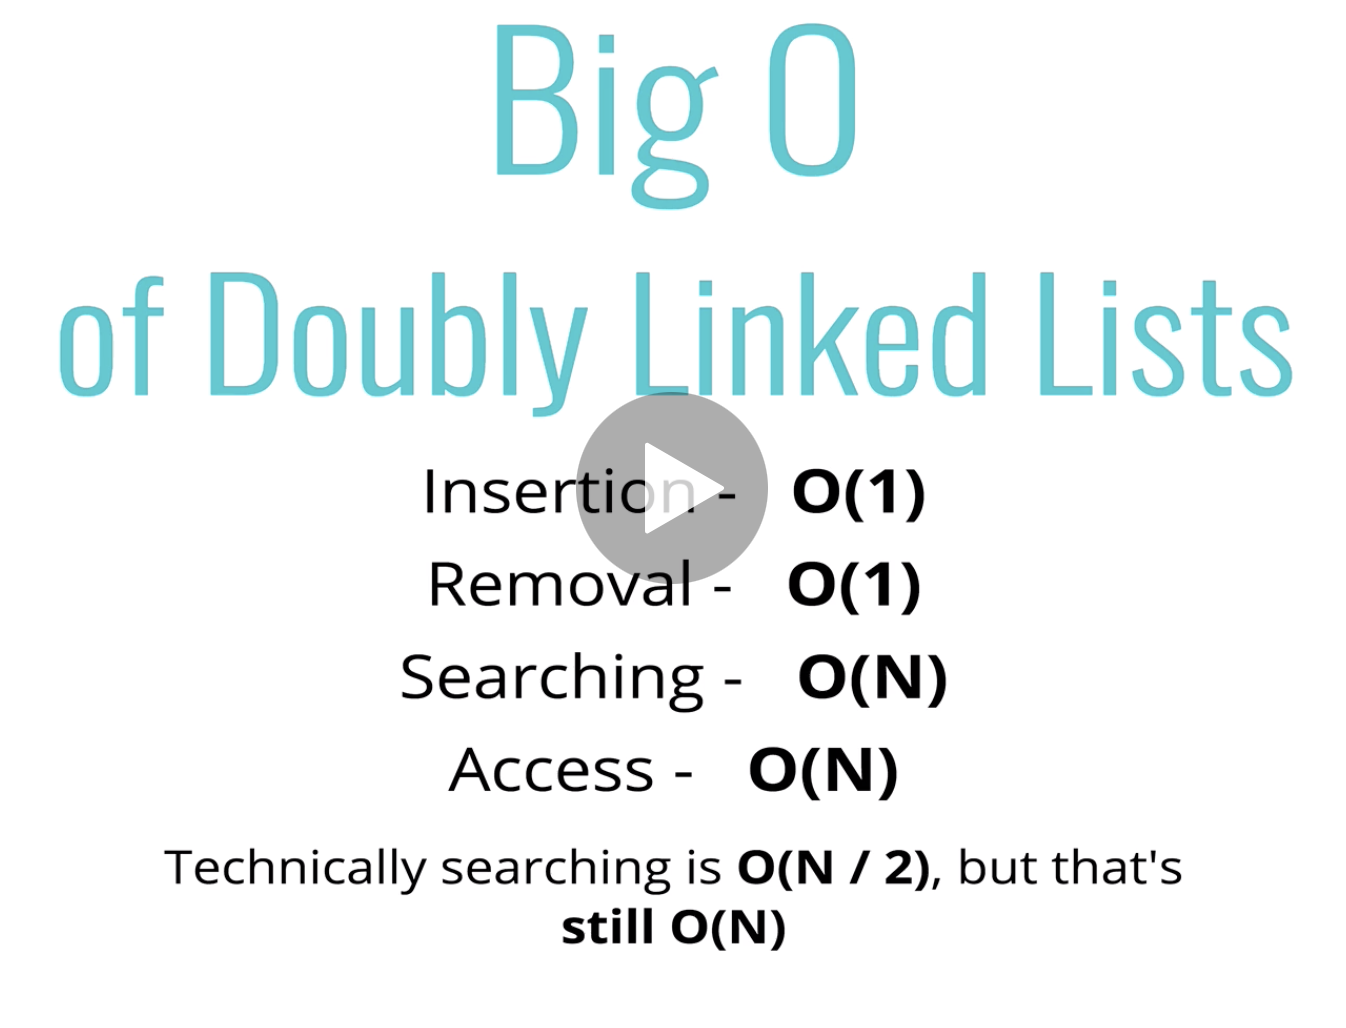 Big O
of Doubly Linked Lists
Insertion - O(1)
Removal - O(1)
Searching - O(N)
Access - O(N)
Technically searching is O(N / 2), but that's
still O(N)